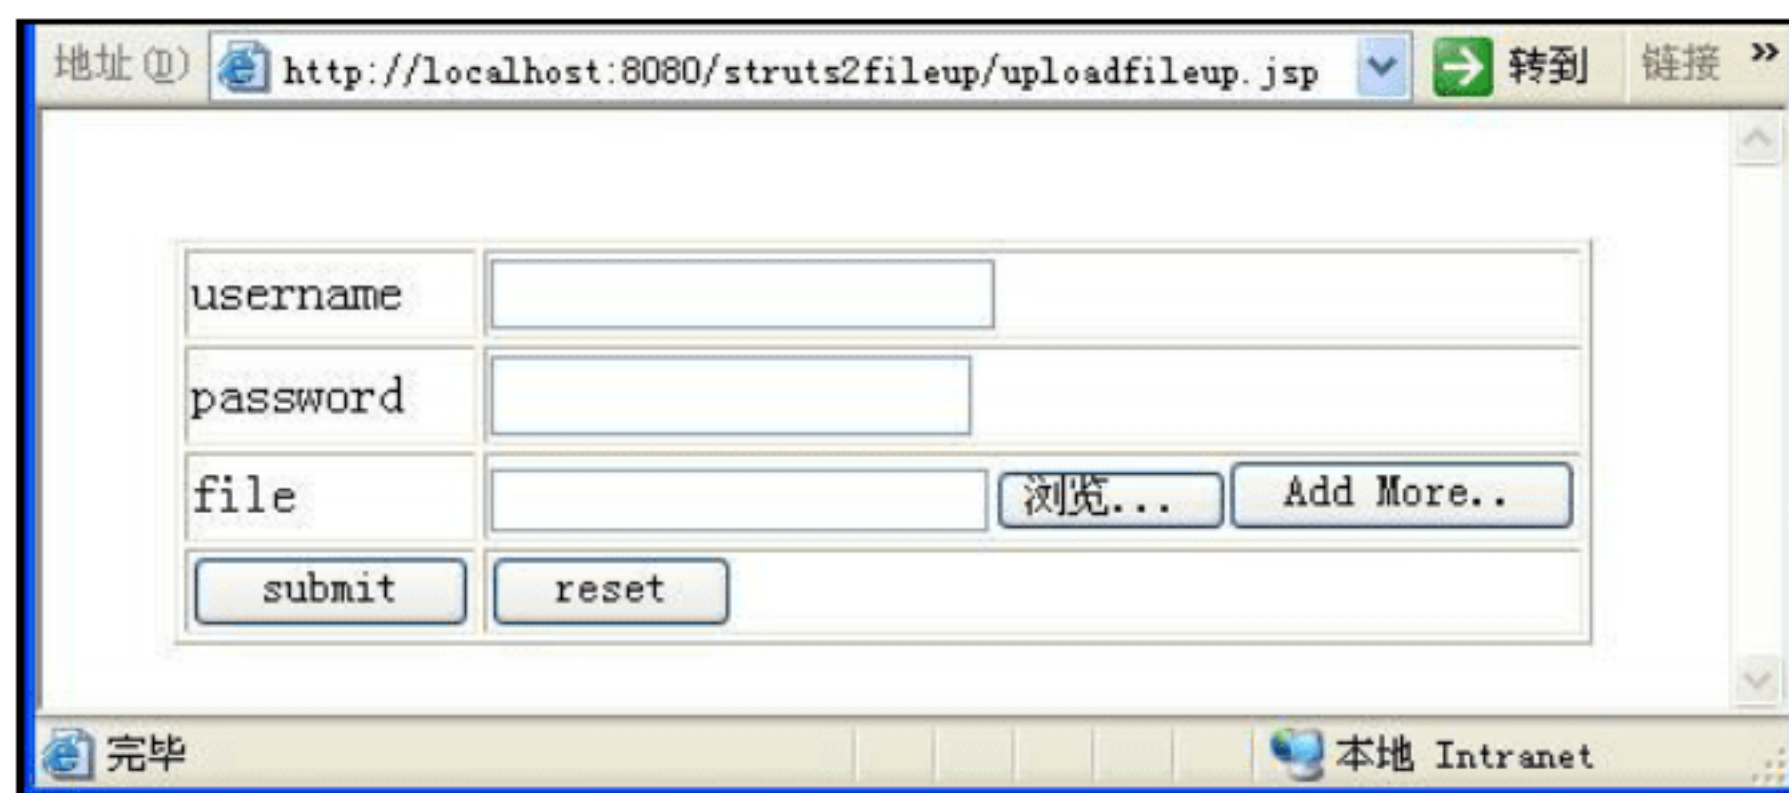 地址(D) http://localhost:8080/struts2fileup/uploadfileup.jsp 转到 链接 »
username
password
file 浏览... Add More..
submit reset
完毕 本地 Intranet